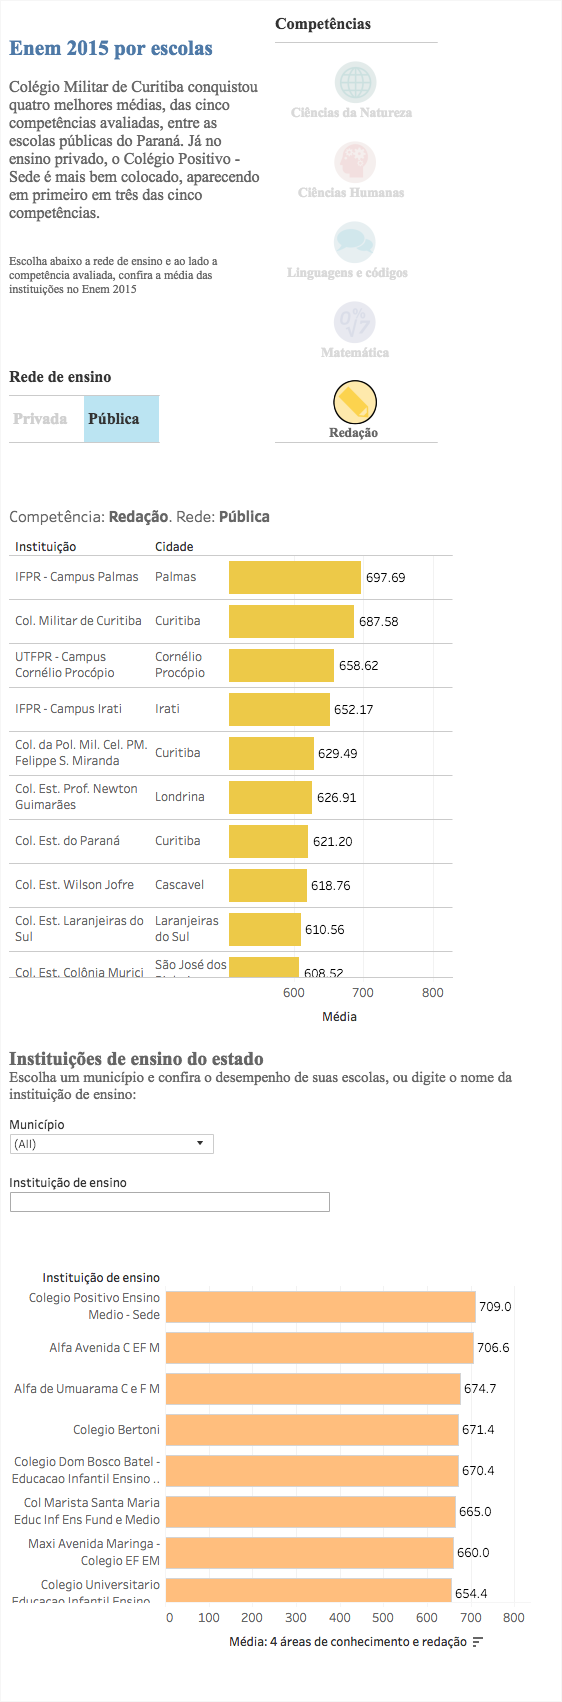 Enem 2015 por escolas
Colégio Militar de Curitiba conquistou
quatro melhores médias, das cinco
competências avaliadas, entre as
escolas públicas do Paraná. Já no
ensino privado, o Colégio Positivo -
Sede é mais bem colocado, aparecendo
em primeiro em três das cinco
competências.
Escolha abaixo a rede de ensino e ao lado a
competência avaliada, confira a média das
instituições no Enem 2015
Rede de ensino
Privada Pública
Competências
Ciências da Natureza
Ciências Humanas
Linguagens e códigos
Matemática
Redação
Competência: Redação. Rede: Pública
Instituição Cidade
IFPR - Campus Palmas Palmas 697.69
Col. Militar de Curitiba Curitiba 687.58
UTFPR - Campus Cornélio
Cornélio Procópio Procópio 658.62
IFPR - Campus Irati Irati 652.17
Col. da Pol. Mil. Cel. PM.
Felippe S. Miranda Curitiba 629.49
Col. Est. Prof. Newton
Guimarães Londrina 626.91
Col. Est. do Paraná Curitiba 621.20
Col. Est. Wilson Jofre Cascavel 618.76
Col. Est. Laranjeiras do Laranjeiras
Sul do Sul 610.56
São José dos
Col. Est. Colônia Murici 608.52
600 700 800
Média
Instituições de ensino do estado
Escolha um município e confira o desempenho de suas escolas, ou digite o nome da
instituição de ensino:
Município
(All)
Instituição de ensino
Instituição de ensino
Colegio Positivo Ensino
Medio - Sede 709.0
Alfa Avenida C EF M 706.6
Alfa de Umuarama C e F M 674.7
Colegio Bertoni 671.4
Colegio Dom Bosco Batel -
Educacao Infantil Ensino .. 670.4
Col Marista Santa Maria
Educ Inf Ens Fund e Medio 665.0
Maxi Avenida Maringa -
Colegio EF EM 660.0
Colegio Universitario
Educacao Infantil Ensino 654.4
0 100 200 300 400 500 600 700 800
Média: 4 áreas de conhecimento e redação